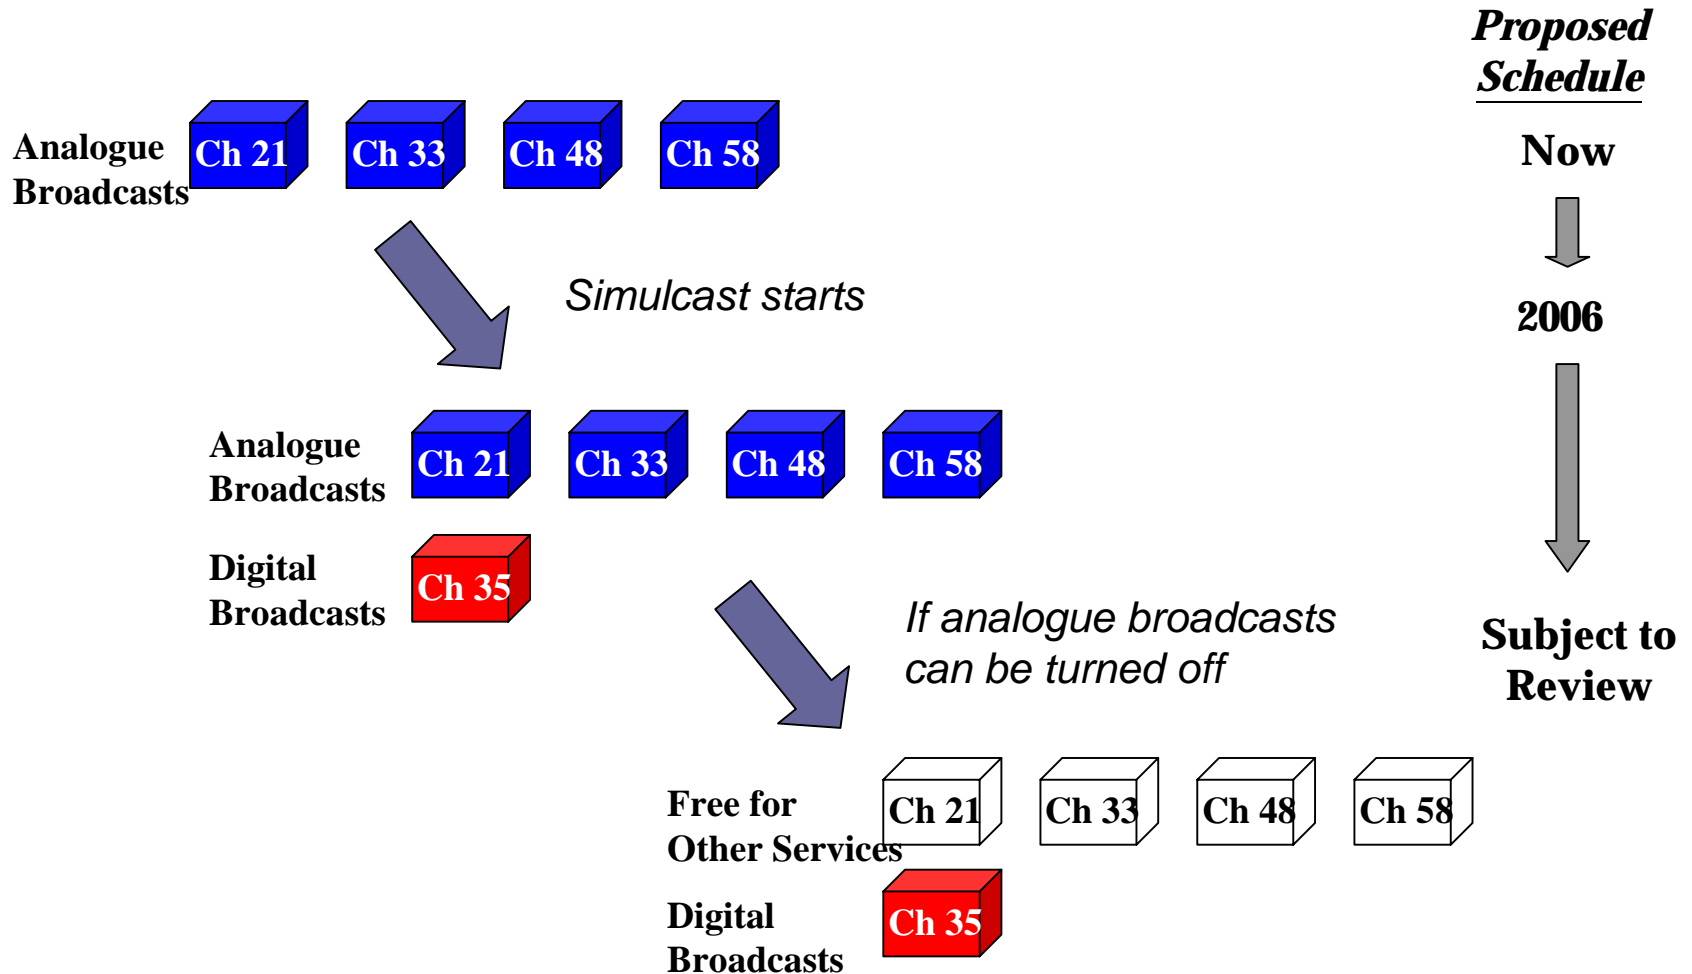 Proposed
Schedule
Analogue
Broadcasts
Ch 21
Ch 33
Ch 48
Ch 58
Now
Simulcast starts
2006
Analogue
Broadcasts
Ch 21
Ch 33
Ch 48
Ch 58
Digital
Broadcasts
Ch 35
If analogue broadcasts
can be turned off
Subject to
Review
Free for
Other Services
Ch 21
Ch 33
Ch 48
Ch 58
Digital
Broadcasts
Ch 35